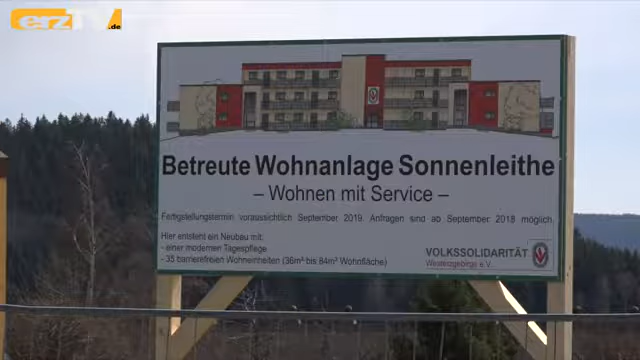 erzTV.de
Betreute Wohnanlage Sonnenleithe
– Wohnen mit Service –
Fertigstellungstermin voraussichtlich September 2019. Anfragen sind ab September 2018 möglich.
Hier entsteht ein Neubau mit:
- einer modernen Tagespflege
- 35 barrierefreien Wohneinheiten (36m² bis 84m² Wohnfläche)
VOLKSSOLIDARITÄT
Westerzgebirge e.V.